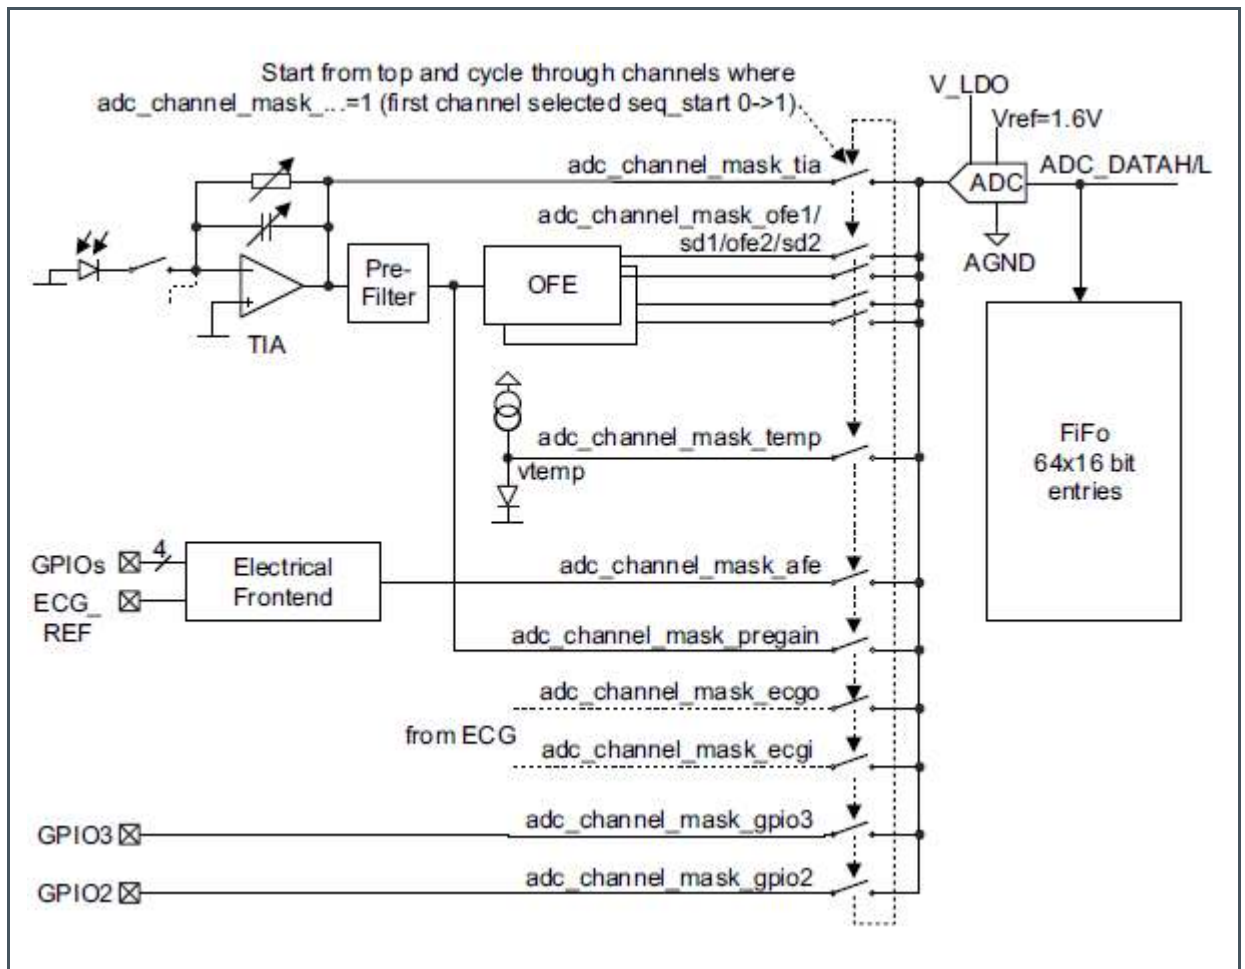 Start from top and cycle through channels where
adc_channel_mask_...=1 (first channel selected seq_start 0->1)
V_LDO
Vref=1.6V
adc_channel_mask_tia
ADC
ADC_DATAH/L
adc_channel_mask_ofe1/
sd1/ofe2/sd2
AGND
Pre-
Filter
OFE
TIA
adc_channel_mask_temp
vtemp
FiFo
64x16 bit
entries
GPIOs
4
ECG_
REF
Electrical
Frontend
adc_channel_mask_afe
adc_channel_mask_pregain
adc_channel_mask_ecgo
from ECG
adc_channel_mask_ecgi
GPIO3
adc_channel_mask_gpio3
GPIO2
adc_channel_mask_gpio2